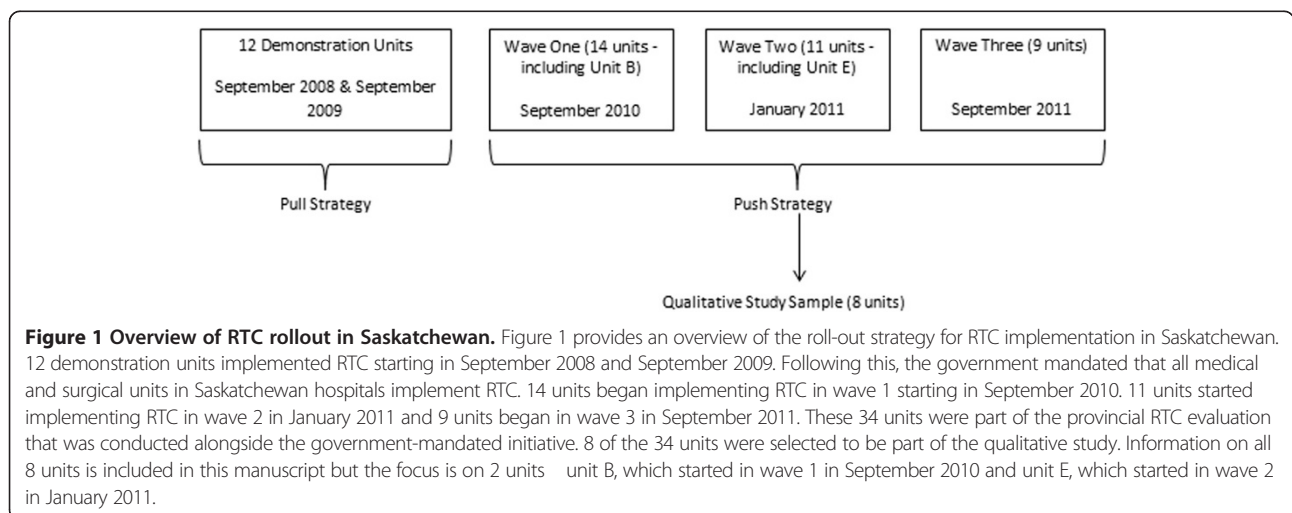 12 Demonstration Units
September 2008 & September
2009
Wave One (14 units -
including Unit B)
September 2010
Wave Two (11 units -
including Unit E)
January 2011
Wave Three (9 units)
September 2011
Pull Strategy
Push Strategy
Qualitative Study Sample (8 units)
Figure 1 Overview of RTC rollout in Saskatchewan. Figure 1 provides an overview of the roll-out strategy for RTC implementation in Saskatchewan.
12 demonstration units implemented RTC starting in September 2008 and September 2009. Following this, the government mandated that all medical
and surgical units in Saskatchewan hospitals implement RTC. 14 units began implementing RTC in wave 1 starting in September 2010. 11 units started
implementing RTC in wave 2 in January 2011 and 9 units began in wave 3 in September 2011. These 34 units were part of the provincial RTC evaluation
that was conducted alongside the government-mandated initiative. 8 of the 34 units were selected to be part of the qualitative study. Information on all
8 units is included in this manuscript but the focus is on 2 units unit B, which started in wave 1 in September 2010 and unit E, which started in wave 2
in January 2011.